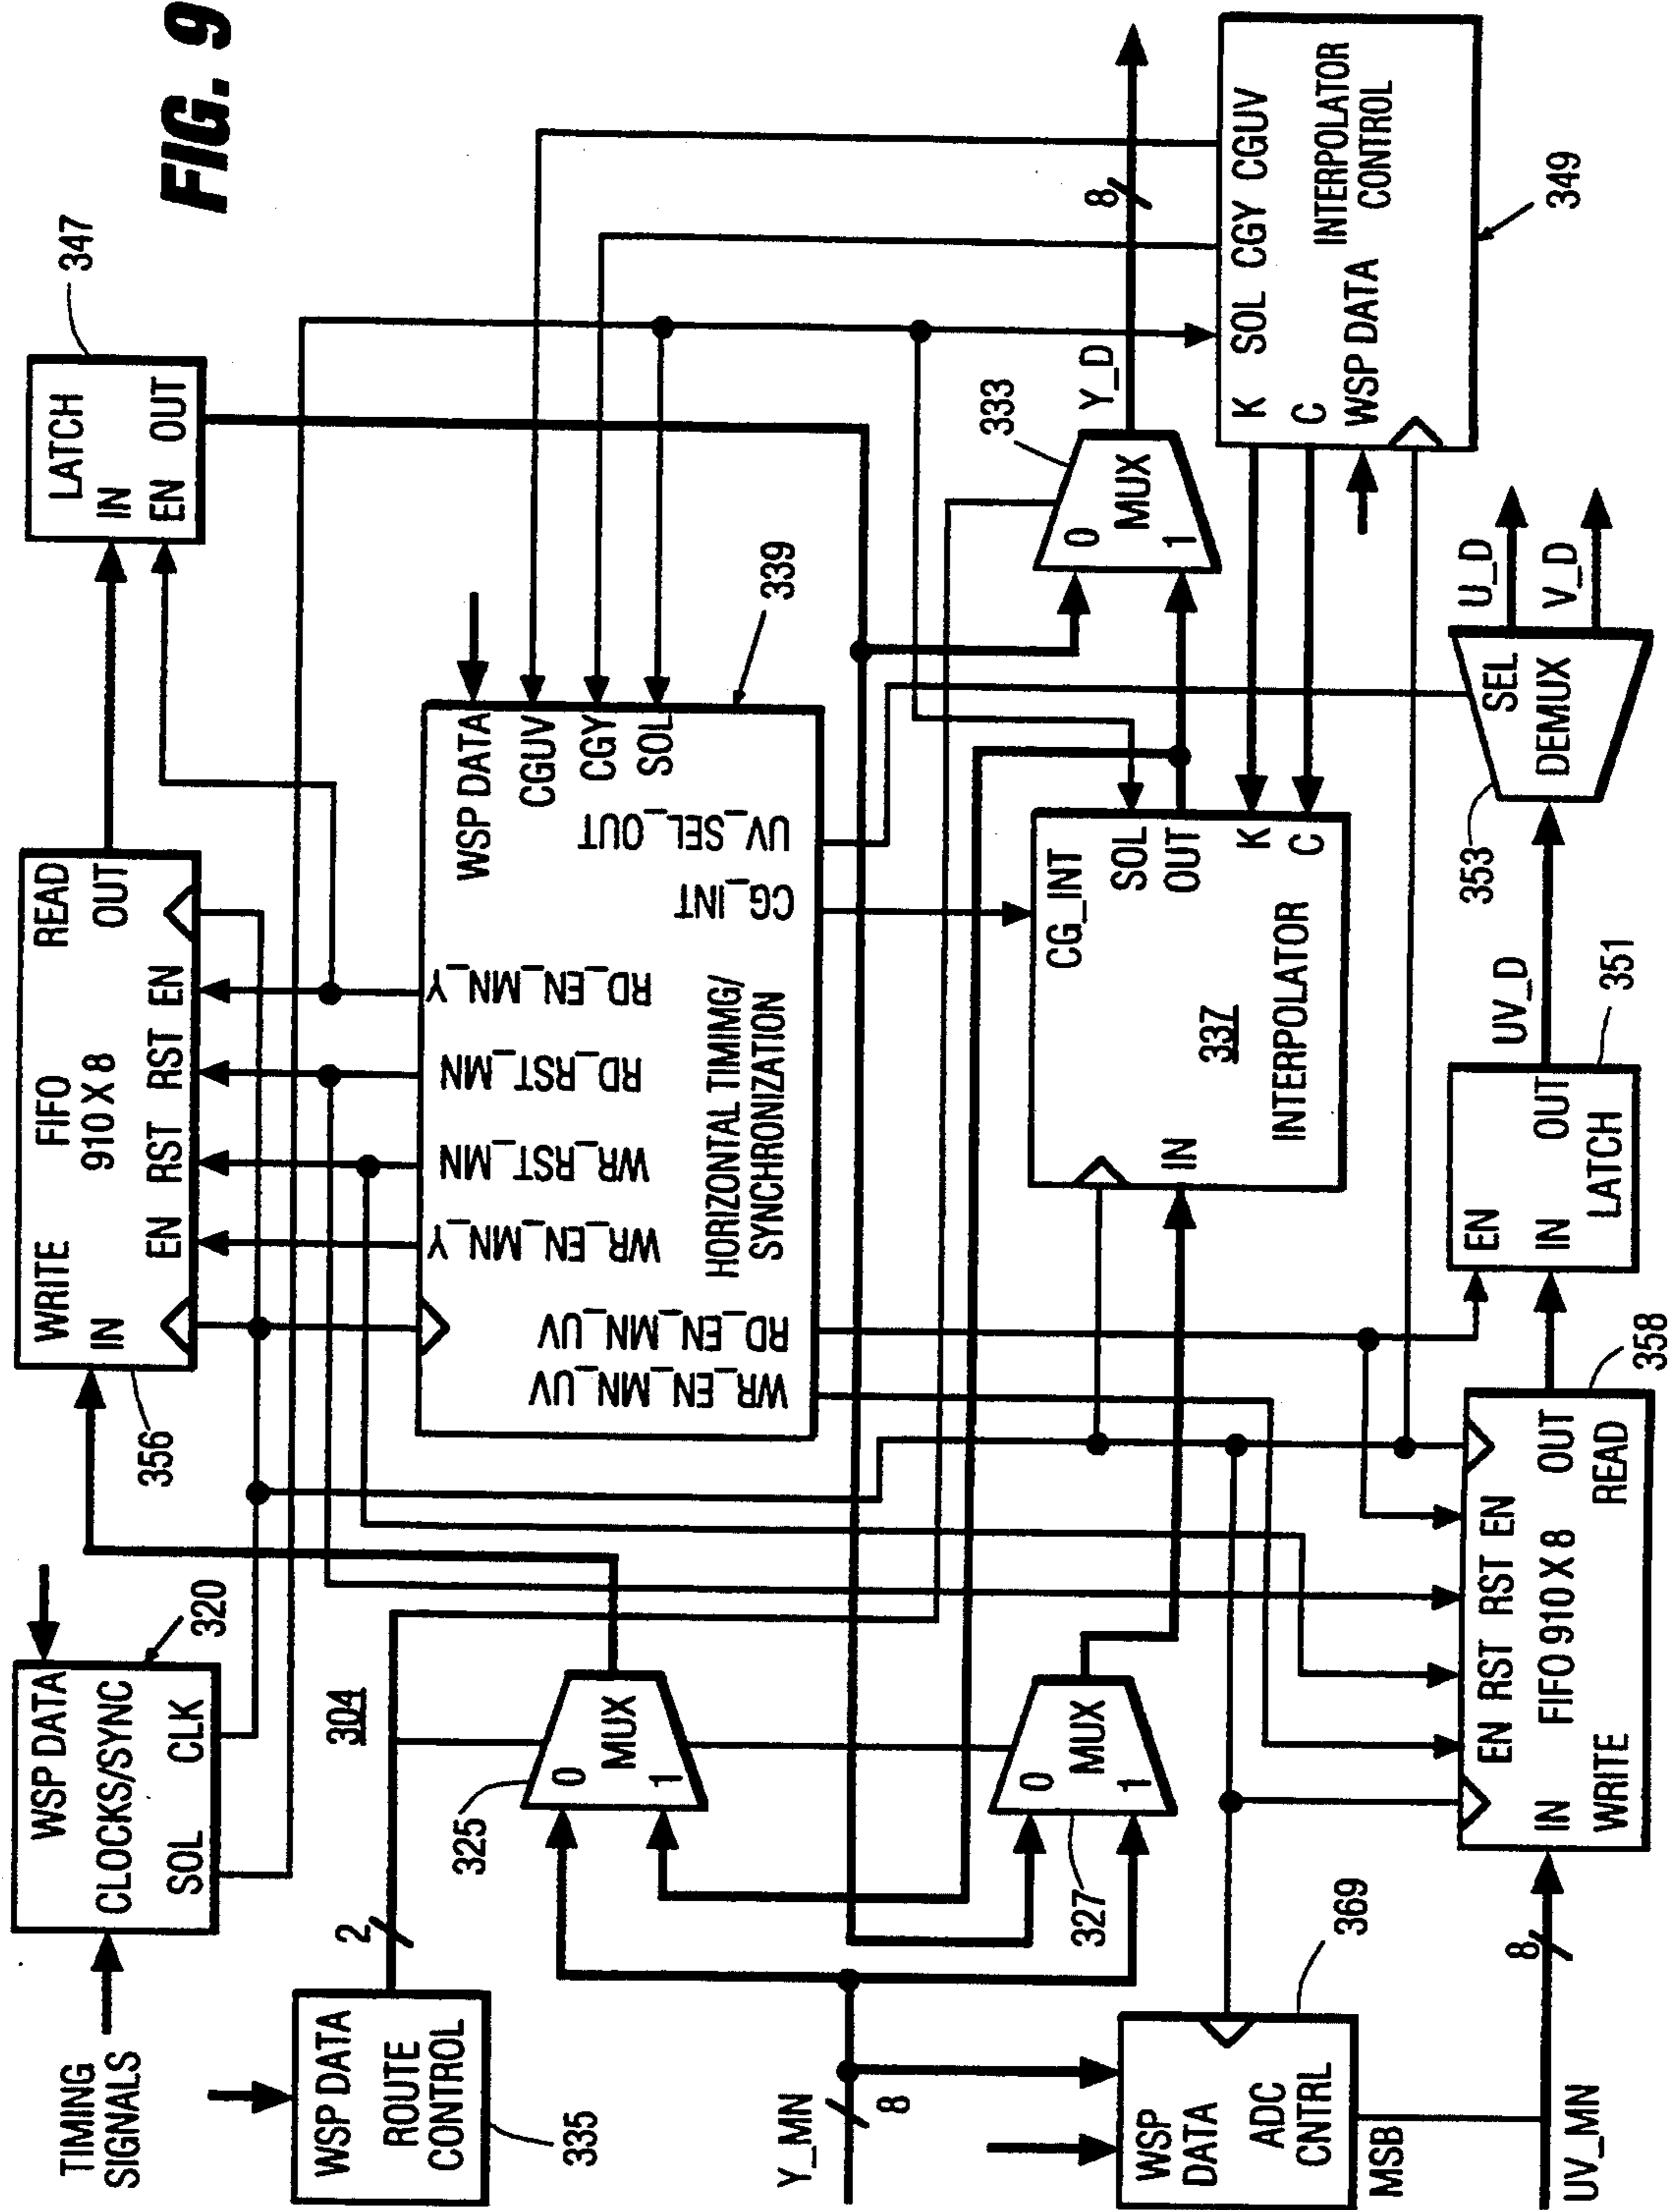 FIG. 9
TIMING
SIGNALS
WSP DATA
CLOCKS/SYNC
SOL CLK
320
WRITE FIFO READ
IN 910 X 8 OUT
EN RST RST EN
356
LATCH
IN
EN OUT
347
WSP DATA
ROUTE
CONTROL
335
2
304
WR_EN_MN_Y
WR_RST_MN
RD_RST_MN
RD_EN_MN_Y
WSP DATA
CGUV
CGY
SOL
HORIZONTAL TIMIMG/
SYNCHRONIZATION
WR_EN_MN_UV
RD_EN_MN_UV
CG_INT
UV_SEL_OUT
339
325
0
MUX
1
Y_MN
8
327
0
MUX
1
CG_INT
SOL
IN
OUT
337
K
INTERPOLATOR
C
333
0
MUX
1
Y_D
8
WSP
DATA
ADC
CNTRL
MSB
369
SOL CGY CGUV
K
C
WSP DATA
INTERPOLATOR
CONTROL
349
UV_MN
8
EN RST RST EN
IN FIFO 910 X 8 OUT
WRITE READ
358
EN
IN OUT
LATCH
351
UV_D
353
SEL
DEMUX
U_D
V_D